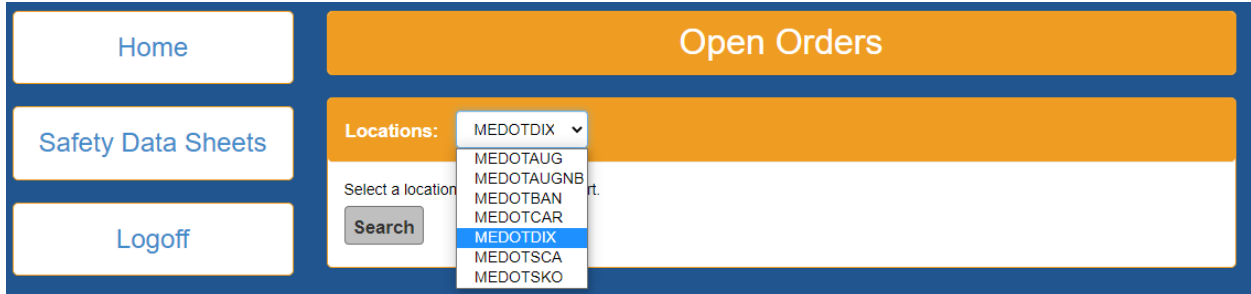 Home
Safety Data Sheets
Logoff
Open Orders
Locations: MEDOTDIX
MEDOTAUG
MEDOTAUGNB
MEDOTBAN
MEDOTCAR
MEDOTDIX
MEDOTSCA
MEDOTSKO
Select a location
Search